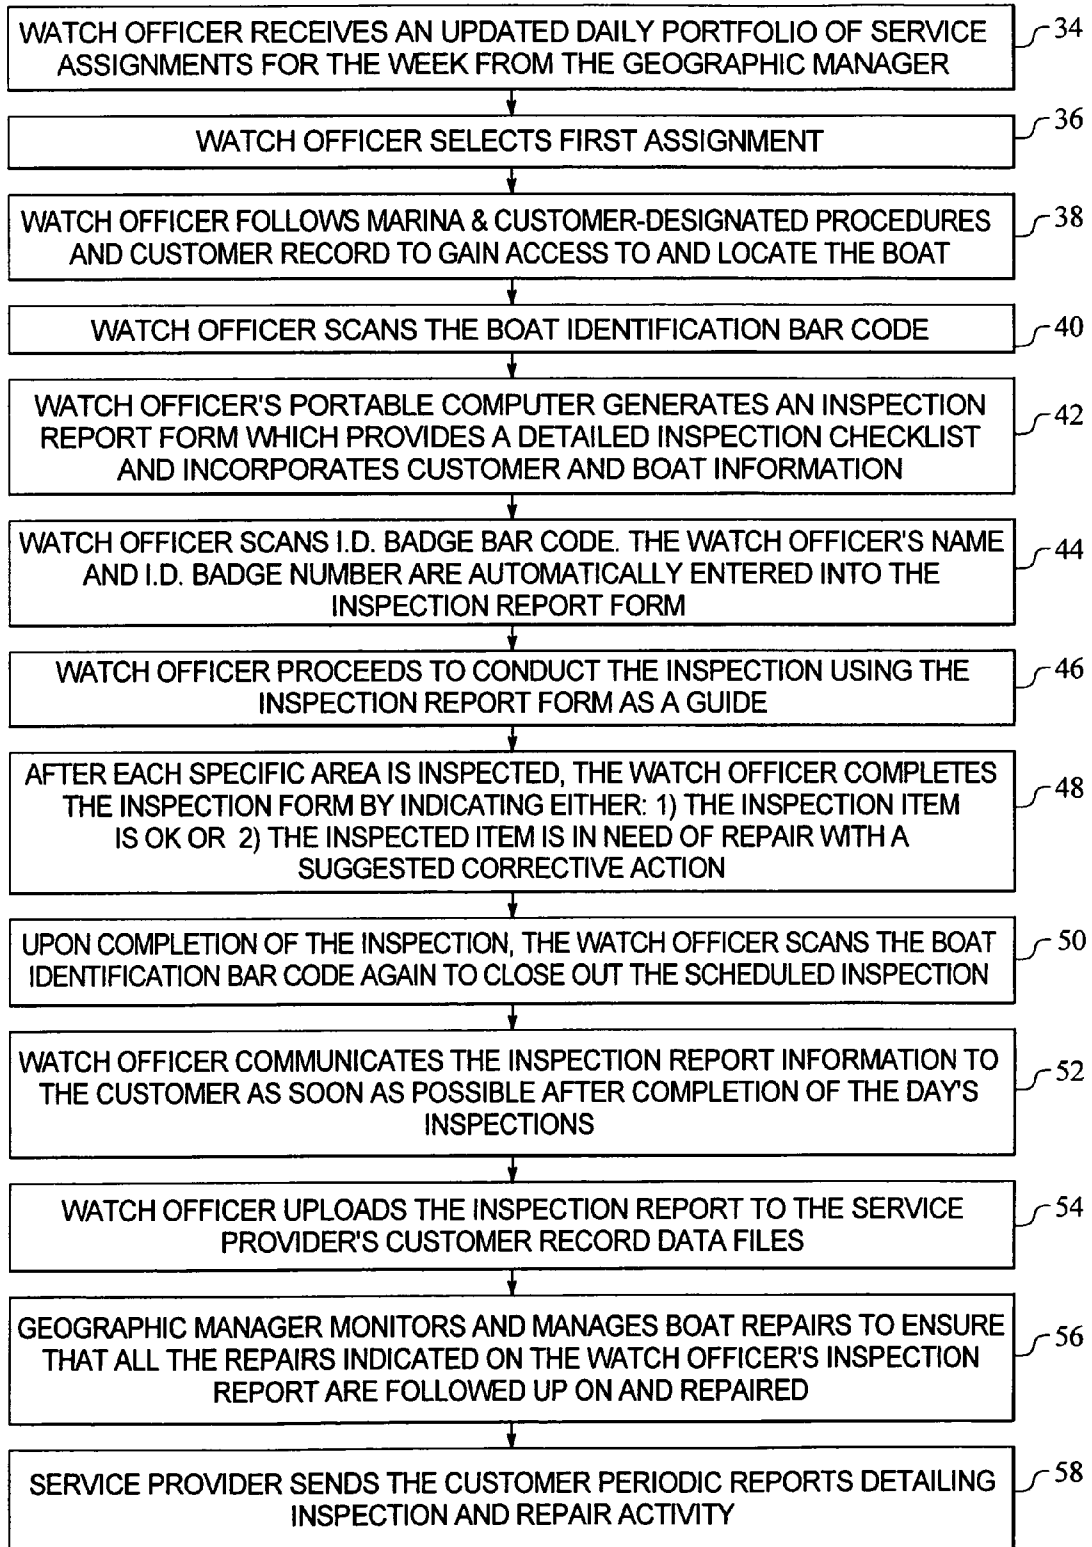 WATCH OFFICER RECEIVES AN UPDATED DAILY PORTFOLIO OF SERVICE
ASSIGNMENTS FOR THE WEEK FROM THE GEOGRAPHIC MANAGER
34
WATCH OFFICER SELECTS FIRST ASSIGNMENT
36
WATCH OFFICER FOLLOWS MARINA & CUSTOMER-DESIGNATED PROCEDURES
AND CUSTOMER RECORD TO GAIN ACCESS TO AND LOCATE THE BOAT
38
WATCH OFFICER SCANS THE BOAT IDENTIFICATION BAR CODE
40
WATCH OFFICER'S PORTABLE COMPUTER GENERATES AN INSPECTION
REPORT FORM WHICH PROVIDES A DETAILED INSPECTION CHECKLIST
AND INCORPORATES CUSTOMER AND BOAT INFORMATION
42
WATCH OFFICER SCANS I.D. BADGE BAR CODE. THE WATCH OFFICER'S NAME
AND I.D. BADGE NUMBER ARE AUTOMATICALLY ENTERED INTO THE
INSPECTION REPORT FORM
44
WATCH OFFICER PROCEEDS TO CONDUCT THE INSPECTION USING THE
INSPECTION REPORT FORM AS A GUIDE
46
AFTER EACH SPECIFIC AREA IS INSPECTED, THE WATCH OFFICER COMPLETES
THE INSPECTION FORM BY INDICATING EITHER: 1) THE INSPECTION ITEM
IS OK OR 2) THE INSPECTED ITEM IS IN NEED OF REPAIR WITH A
SUGGESTED CORRECTIVE ACTION
48
UPON COMPLETION OF THE INSPECTION, THE WATCH OFFICER SCANS THE BOAT
IDENTIFICATION BAR CODE AGAIN TO CLOSE OUT THE SCHEDULED INSPECTION
50
WATCH OFFICER COMMUNICATES THE INSPECTION REPORT INFORMATION TO
THE CUSTOMER AS SOON AS POSSIBLE AFTER COMPLETION OF THE DAY'S
INSPECTIONS
52
WATCH OFFICER UPLOADS THE INSPECTION REPORT TO THE SERVICE
PROVIDER'S CUSTOMER RECORD DATA FILES
54
GEOGRAPHIC MANAGER MONITORS AND MANAGES BOAT REPAIRS TO ENSURE
THAT ALL THE REPAIRS INDICATED ON THE WATCH OFFICER'S INSPECTION
REPORT ARE FOLLOWED UP ON AND REPAIRED
56
SERVICE PROVIDER SENDS THE CUSTOMER PERIODIC REPORTS DETAILING
INSPECTION AND REPAIR ACTIVITY
58